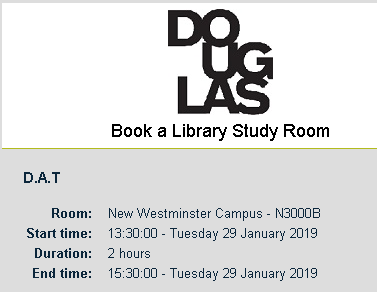 DO
UG
LAS
Book a Library Study Room
D.A.T
Room: New Westminster Campus - N3000B
Start time: 13:30:00 - Tuesday 29 January 2019
Duration: 2 hours
End time: 15:30:00 - Tuesday 29 January 2019